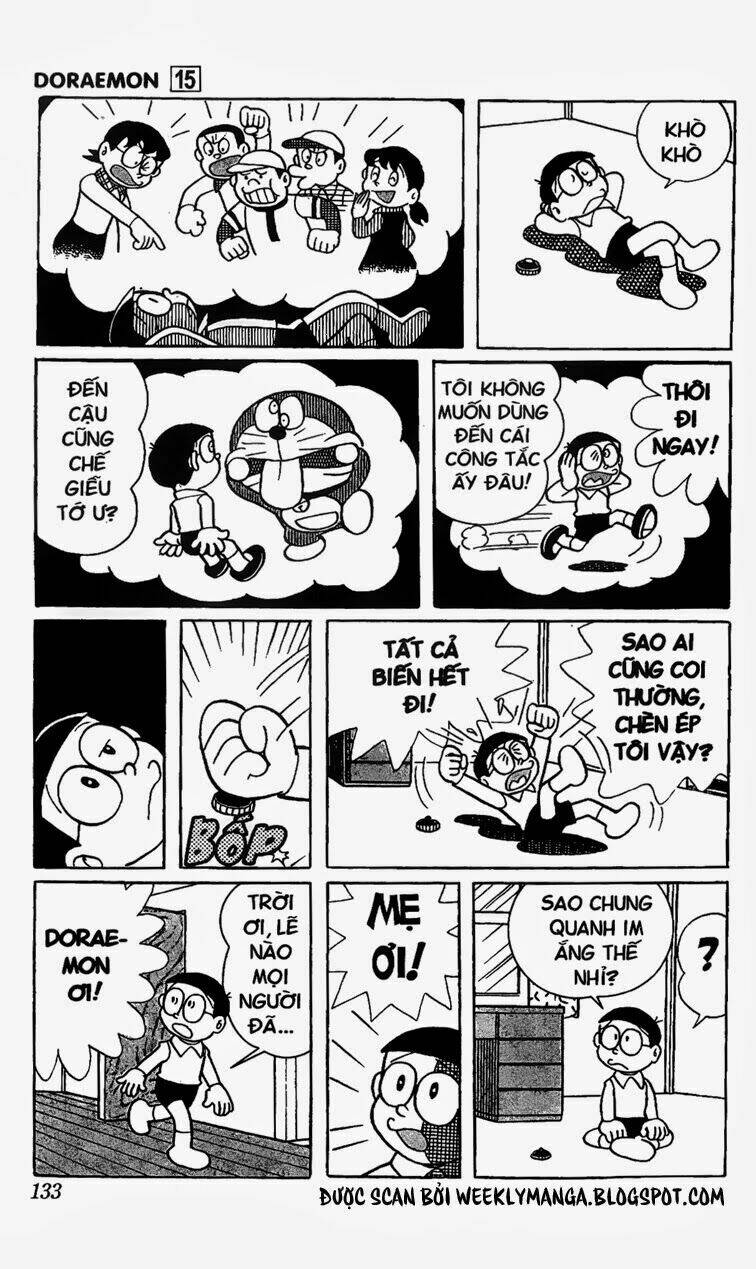 DORAEMON 15
KHÒ
KHÒ
THÔI
ĐI
NGAY!
TÔI KHÔNG
MUỐN DÙNG
ĐẾN CÁI
CÔNG TẮC
ẤY ĐÂU!
ĐẾN
CẬU
CŨNG
CHẾ
GIỄU
TỚ Ư?
SAO AI
CŨNG COI
THƯỜNG,
CHÈN ÉP
TÔI VẬY?
TẤT CẢ
BIẾN HẾT
ĐI!
BỐP
?
SAO CHUNG
QUANH IM
ẮNG THẾ
NHỈ?
MẸ
ƠI!
TRỜI
ƠI, LẼ
NÀO
MỌI
NGƯỜI
ĐÃ...
DORAE-
MON
ƠI!
133
ĐƯỢC SCAN BỞI WEEKLYMANGA.BLOGSPOT.COM